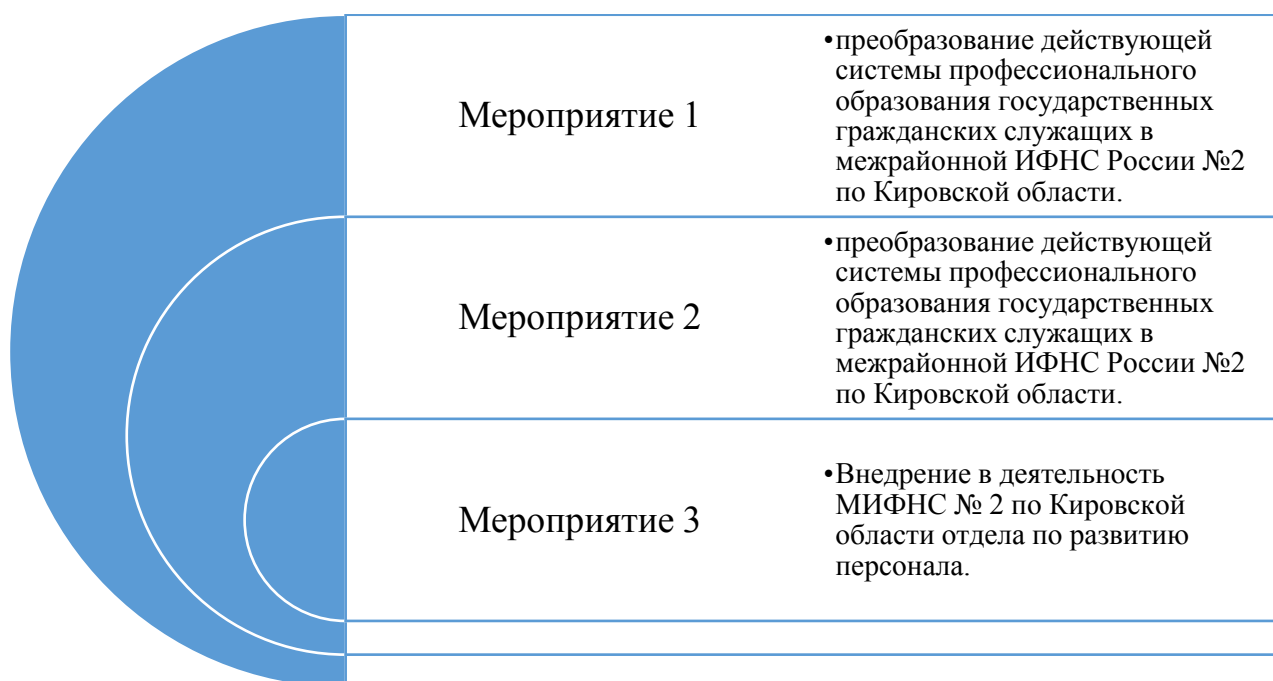 Мероприятие 1
•преобразование действующей
системы профессионального
образования государственных
гражданских служащих в
межрайонной ИФНС России №2
по Кировской области.
Мероприятие 2
•преобразование действующей
системы профессионального
образования государственных
гражданских служащих в
межрайонной ИФНС России №2
по Кировской области.
Мероприятие 3
•Внедрение в деятельность
МИФНС № 2 по Кировской
области отдела по развитию
персонала.